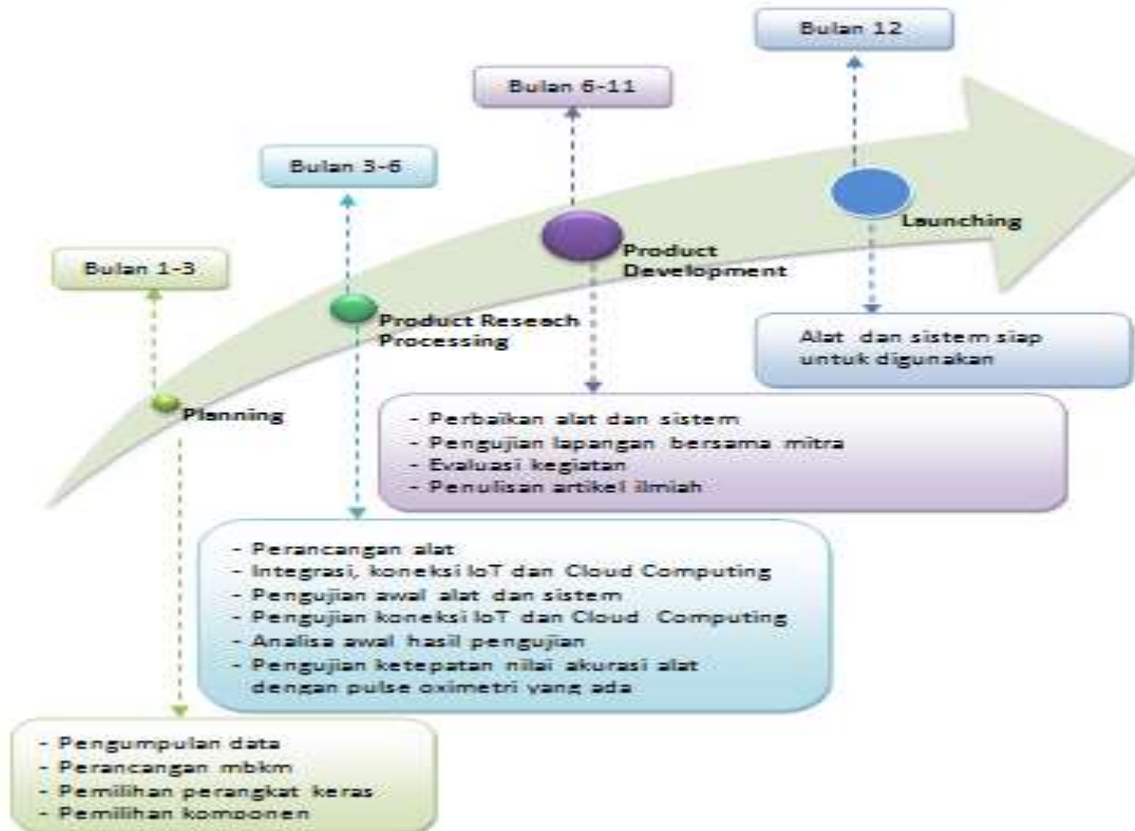 Bulan 12
Bulan 6-11
Bulan 3-6
Bulan 1-3
Launching
Product
Development
Product Reseach
Processing
Planning
Alat dan sistem siap
untuk digunakan
- Perbaikan alat dan sistem
- Pengujian lapangan bersama mitra
- Evaluasi kegiatan
- Penulisan artikel ilmiah
- Perancangan alat
- Integrasi, koneksi IoT dan Cloud Computing
- Pengujian awal alat dan sistem
- Pengujian koneksi IoT dan Cloud Computing
- Analisa awal hasil pengujian
- Pengujian ketepatan nilai akurasi alat
dengan pulse oximetri yang ada
- Pengumpulan data
- Perancangan mbkm
- Pemilihan perangkat keras
- Pemilihan komponen